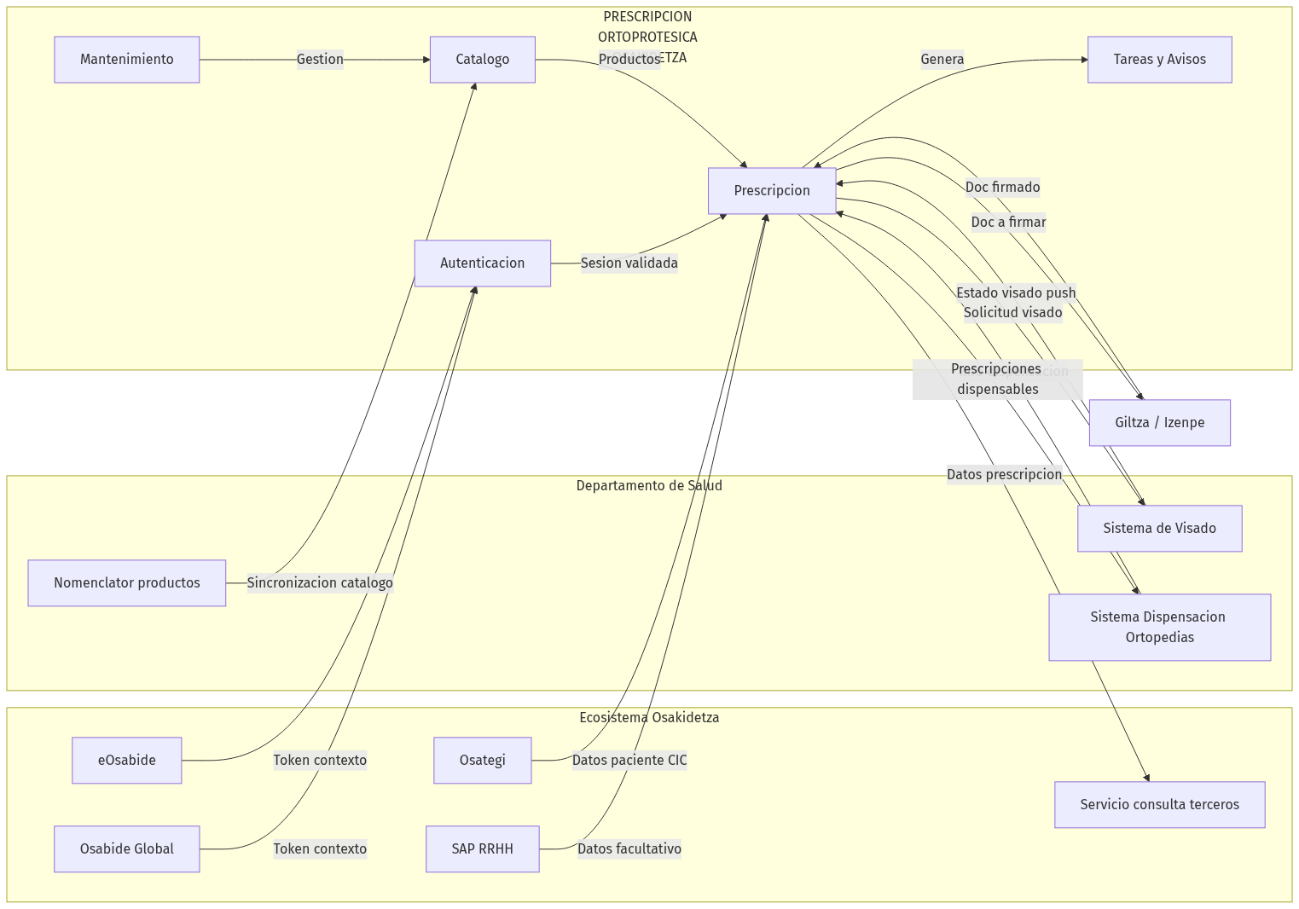 PRESCRIPCION
ORTOPROTESICA
Mantenimiento
Gestion
Catalogo
Productos
Genera
Tareas y Avisos
Prescripcion
Doc firmado
Doc a firmar
Autenticacion
Sesion validada
Estado visado push
Solicitud visado
Prescripciones
dispensables
Giltza / Izenpe
Datos prescripcion
Departamento de Salud
Sistema de Visado
Nomenclator productos
Sincronizacion catalogo
Sistema Dispensacion
Ortopedias
Ecosistema Osakidetza
eOsabide
Token contexto
Osategi
Datos paciente CIC
Servicio consulta terceros
Osabide Global
Token contexto
SAP RRHH
Datos facultativo